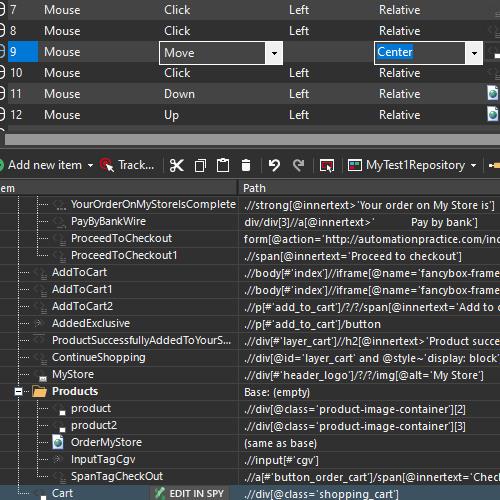 7 Mouse Click Left Relative
8 Mouse Click Left Relative
9 Mouse Move Center
10 Mouse Click Left Relative
11 Mouse Down Left Relative
12 Mouse Up Left Relative
Add new item Track... MyTest1Repository
Item Path
YourOrderOnMyStoreIsComplete .//strong[@innertext>'Your order on My Store is']
PayByBankWire div/div[3]//a[@innertext>' Pay by bank']
ProceedToCheckout form[@action='http://automationpractice.com/inc
ProceedToCheckout1 .//span[@innertext='Proceed to checkout']
AddToCart .//body[#'index']//iframe[@name='fancybox-frame
AddToCart1 .//body[#'index']//iframe[@name='fancybox-frame
AddToCart2 .//p[#'add_to_cart']/?/?/span[@innertext='Add to c
AddedExclusive .//p[#'add_to_cart']/button
ProductSuccessfullyAddedToYourS... .//div[#'layer_cart']//h2[@innertext>'Product succe
ContinueShopping .//div[@id='layer_cart' and @style~'display: block'
MyStore .//div[#'header_logo']/?/?/img[@alt='My Store']
Products Base: (empty)
product .//div[@class='product-image-container'][2]
product2 .//div[@class='product-image-container'][3]
OrderMyStore (same as base)
InputTagCgv .//input[#'cgv']
SpanTagCheckOut .//a[#'button_order_cart']/span[@innertext='Chec
Cart EDIT IN SPY .//div[@class='shopping_cart']